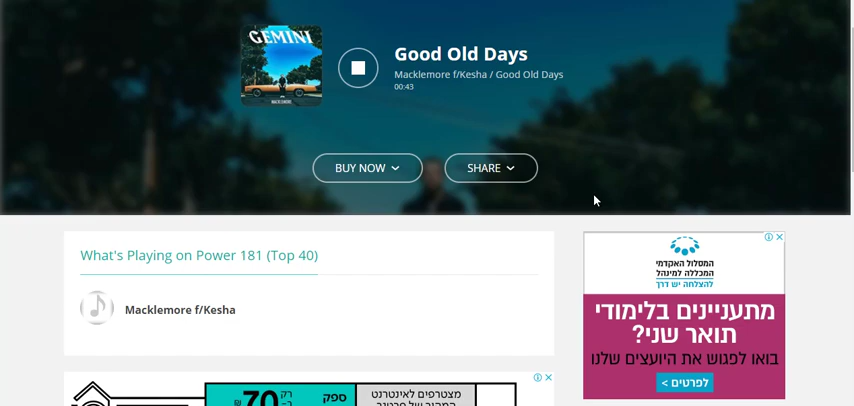 GEMINI
MACKLEMORE
Good Old Days
Macklemore f/Kesha / Good Old Days
00:43
BUY NOW
SHARE
What's Playing on Power 181 (Top 40)
Macklemore f/Kesha
המסלול האקדמי
המכללה למינהל
להצלחה יש דרך
מתעניינים בלימודי
תואר שני?
בואו לפגוש את היועצים שלנו
לפרטים >
ספק
רק
ב-
70
₪
מצטרפים לאינטרנט